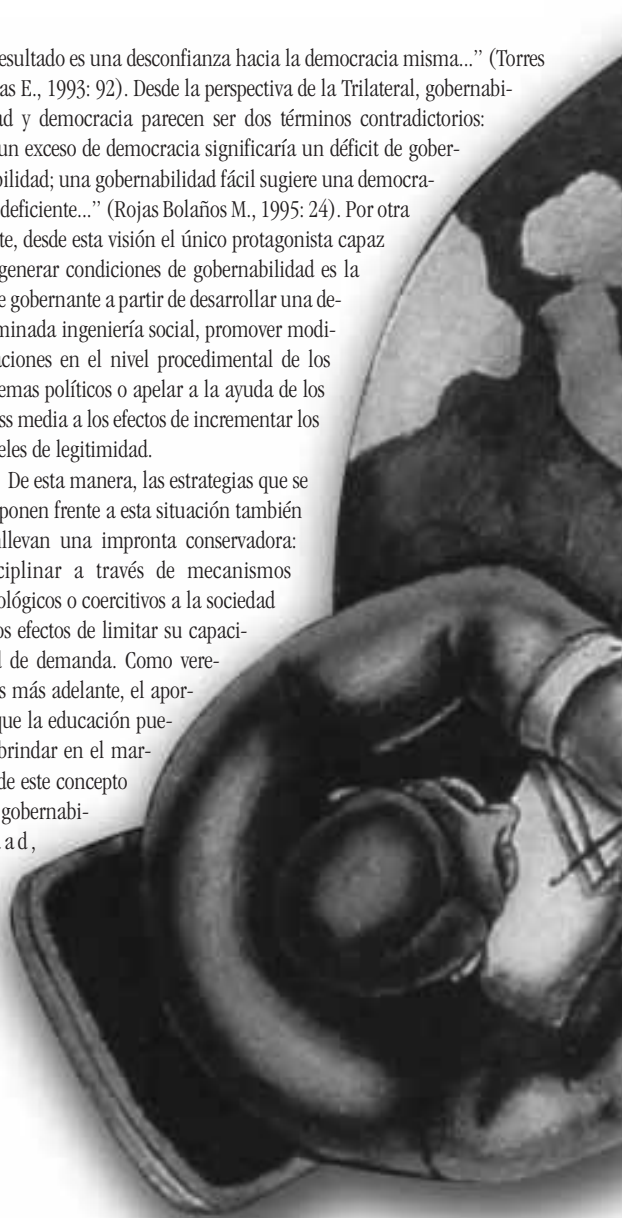 esultado es una desconfianza hacia la democracia misma...” (Torres
as E., 1993: 92). Desde la perspectiva de la Trilateral, gobernabi-
ad y democracia parecen ser dos términos contradictorios:
un exceso de democracia significaría un déficit de gober-
bilidad; una gobernabilidad fácil sugiere una democra-
deficiente...” (Rojas Bolaños M., 1995: 24). Por otra
te, desde esta visión el único protagonista capaz
generar condiciones de gobernabilidad es la
e gobernante a partir de desarrollar una de-
minada ingeniería social, promover modi-
aciones en el nivel procedimental de los
emas políticos o apelar a la ayuda de los
ss media a los efectos de incrementar los
eles de legitimidad.
De esta manera, las estrategias que se
ponen frente a esta situación también
llevan una impronta conservadora:
ciplinar a través de mecanismos
ológicos o coercitivos a la sociedad
os efectos de limitar su capaci-
d de demanda. Como vere-
s más adelante, el apor-
que la educación pue-
brindar en el mar-
de este concepto
gobernabi-
ad,